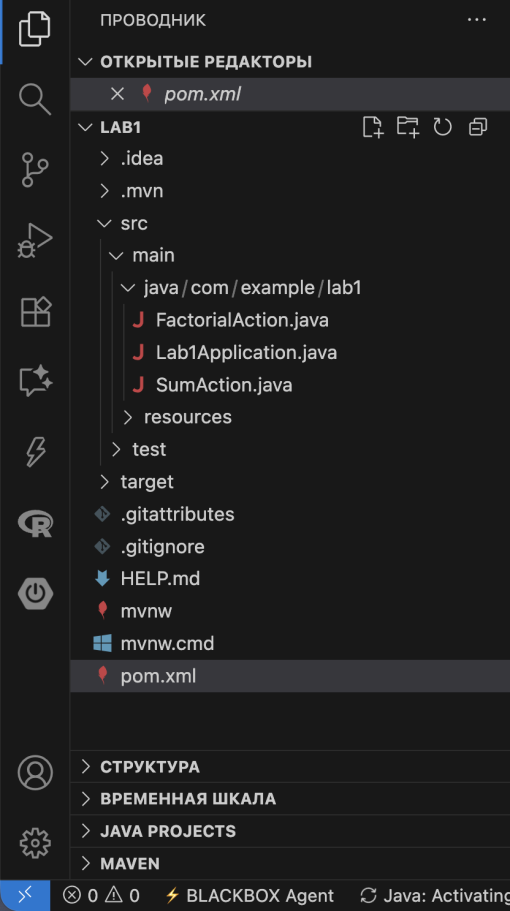 ПРОВОДНИК
ОТКРЫТЫЕ РЕДАКТОРЫ
pom.xml
LAB1
.idea
.mvn
src
main
java/com/example/lab1
J FactorialAction.java
J Lab1Application.java
J SumAction.java
resources
test
target
.gitattributes
.gitignore
HELP.md
mvnw
mvnw.cmd
pom.xml
СТРУКТУРА
ВРЕМЕННАЯ ШКАЛА
JAVA PROJECTS
MAVEN
0 0 BLACKBOX Agent Java: Activating